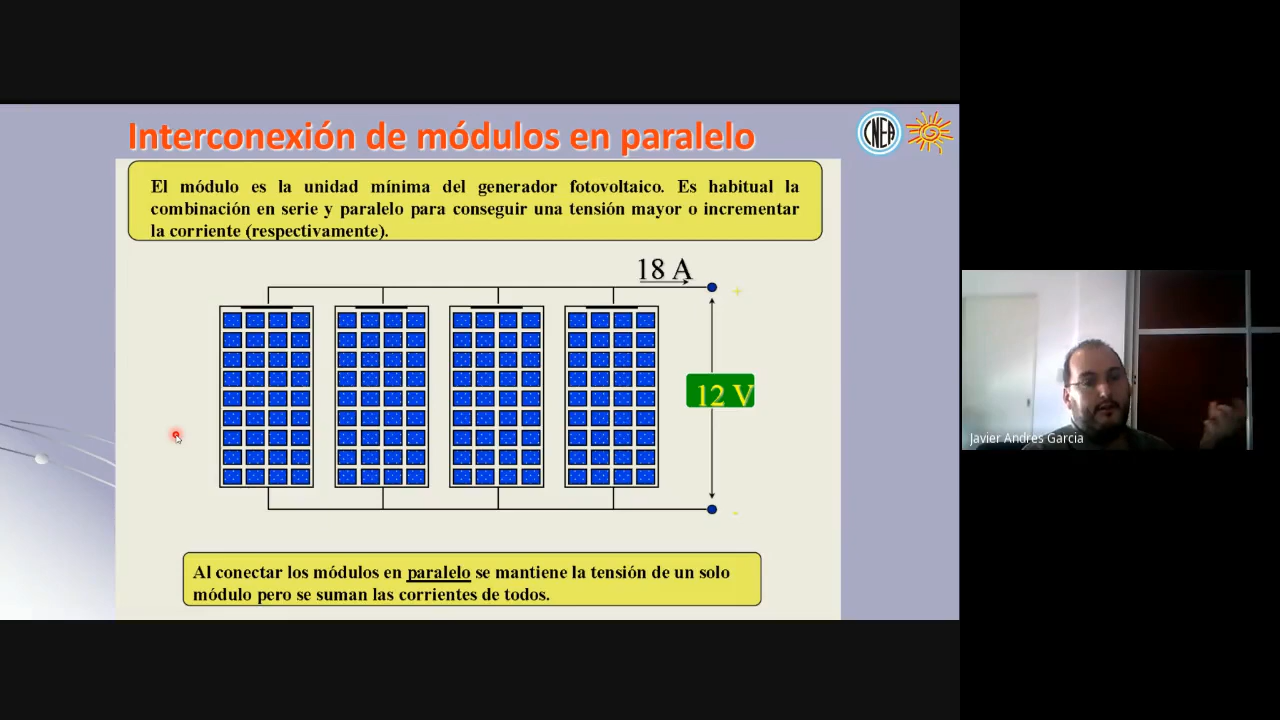 Interconexión de módulos en paralelo
CNEA
El módulo es la unidad mínima del generador fotovoltaico. Es habitual la
combinación en serie y paralelo para conseguir una tensión mayor o incrementar
la corriente (respectivamente).
18 A
+
12 V
-
Al conectar los módulos en paralelo se mantiene la tensión de un solo
módulo pero se suman las corrientes de todos.
Javier Andres Garcia